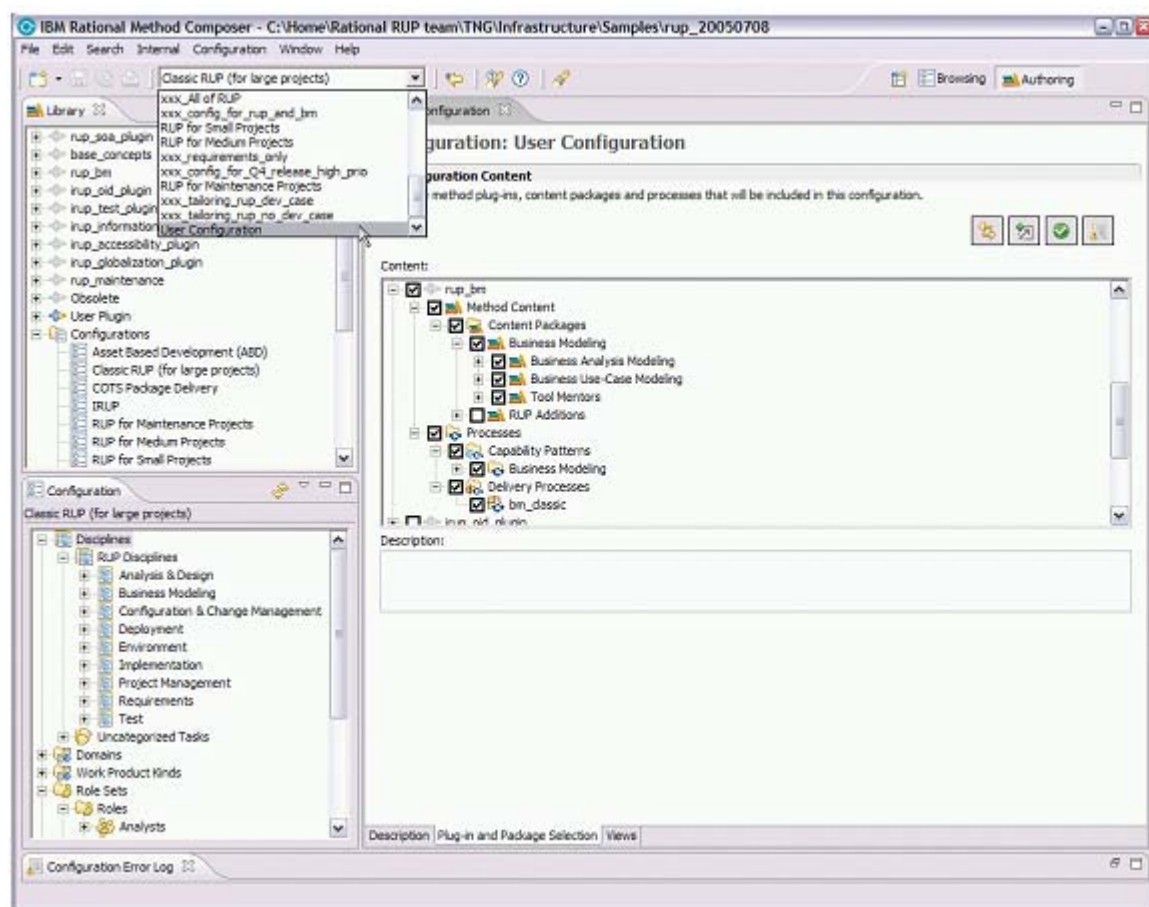 IBM Rational Method Composer - C:\Home\Rational RUP team\TNG\Infrastructure\Samples\rup_20050708
File Edit Search Internal Configuration Window Help
Classic RUP (for large projects)
Browsing
Authoring
xxx_All of RUP
xxx_config_for_rup_and_bm
RUP for Small Projects
RUP for Medium Projects
xxx_requirements_only
xxx_config_for_Q4_release_high_prio
RUP for Maintenance Projects
xxx_tailoring_rup_dev_case
xxx_tailoring_rup_no_dev_case
User Configuration
Library
rup_soa_plugin
base_concepts
rup_bm
irup_oid_plugin
irup_test_plugin
irup_information
irup_accessibility_plugin
irup_globalization_plugin
rup_maintenance
Obsolete
User Plugin
Configurations
Asset Based Development (ABD)
Classic RUP (for large projects)
COTS Package Delivery
IRUP
RUP for Maintenance Projects
RUP for Medium Projects
RUP for Small Projects
nfiguration
guration: User Configuration
guration Content
method plug-ins, content packages and processes that will be included in this configuration.
Content:
rup_bm
Method Content
Content Packages
Business Modeling
Business Analysis Modeling
Business Use-Case Modeling
Tool Mentors
RUP Additions
Processes
Capability Patterns
Business Modeling
Delivery Processes
bm_classic
irup_oid_plugin
Description:
Description Plug-in and Package Selection Views
Configuration
Classic RUP (for large projects)
Disciplines
RUP Disciplines
Analysis & Design
Business Modeling
Configuration & Change Management
Deployment
Environment
Implementation
Project Management
Requirements
Test
Uncategorized Tasks
Domains
Work Product Kinds
Role Sets
Roles
Analysts
Configuration Error Log